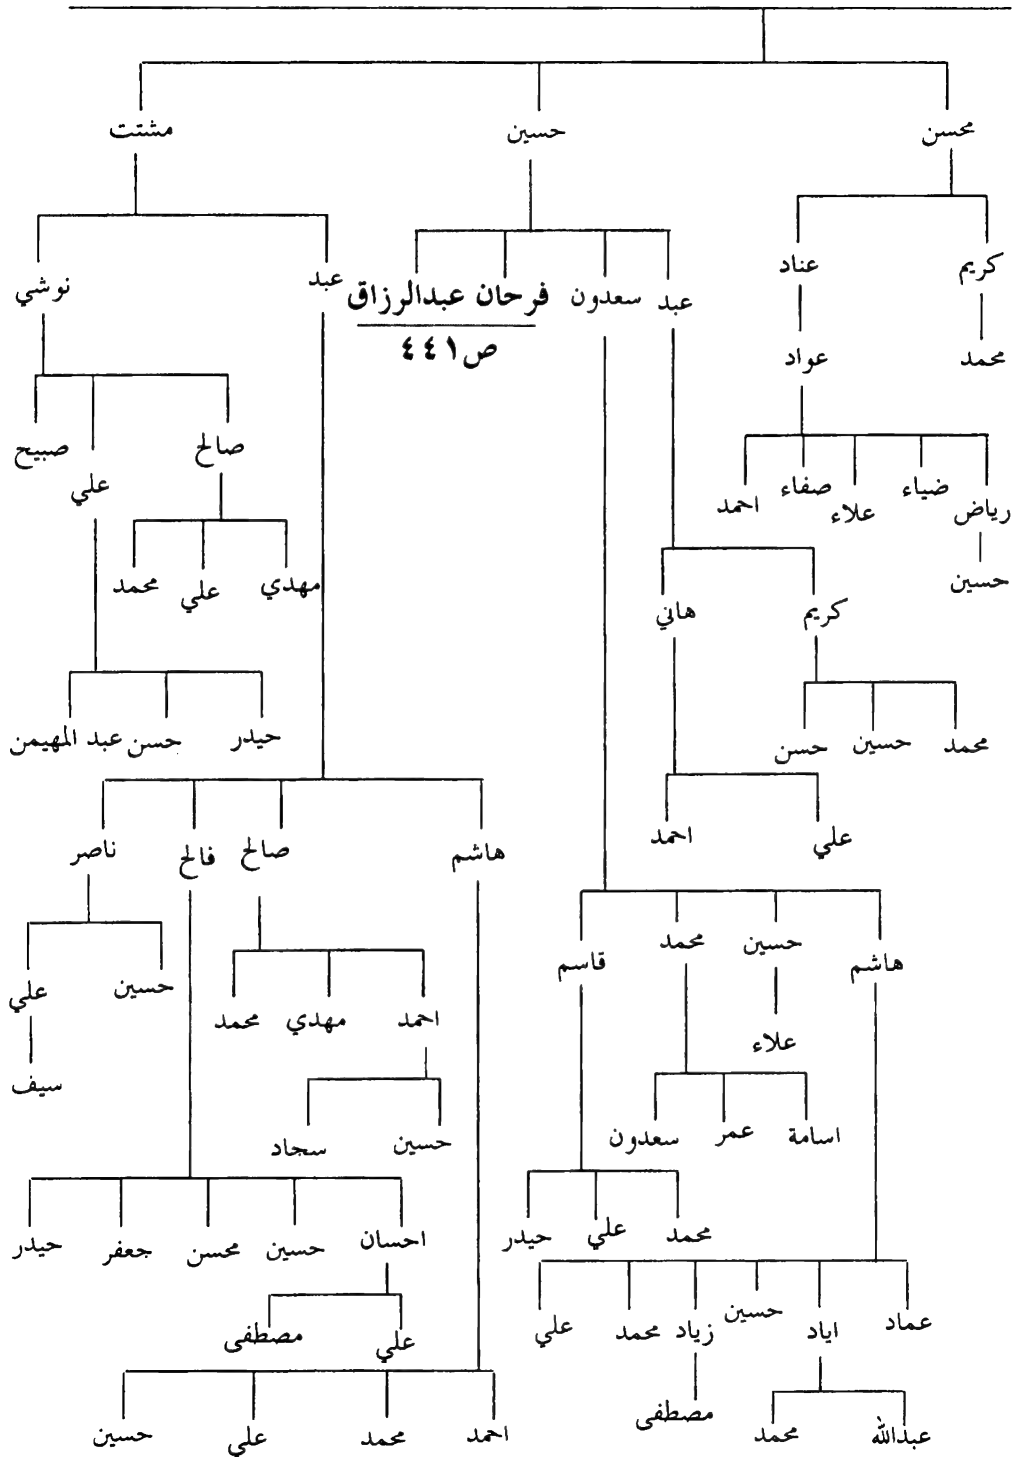 محسن حسين مشتت
كريم عناد عبد سعدون فرحان عبدالرزاق عبد نوشي
ص٤٤١
محمد عواد
صالح علي صبيح
رياض ضياء علاء صفاء احمد
حسين
مهدي علي محمد
كريم هاني
حيدر حسن عبد المهيمن
محمد حسين حسن
علي احمد
هاشم صالح فالح ناصر
هاشم حسين محمد قاسم
حسين علي
احمد مهدي محمد
علاء
سيف
اسامة عمر سعدون
حسين سجاد
محمد علي حيدر
احسان حسين محسن جعفر حيدر
عماد اياد حسين زياد محمد علي
علي مصطفى
عبدالله محمد مصطفى
احمد محمد علي حسين